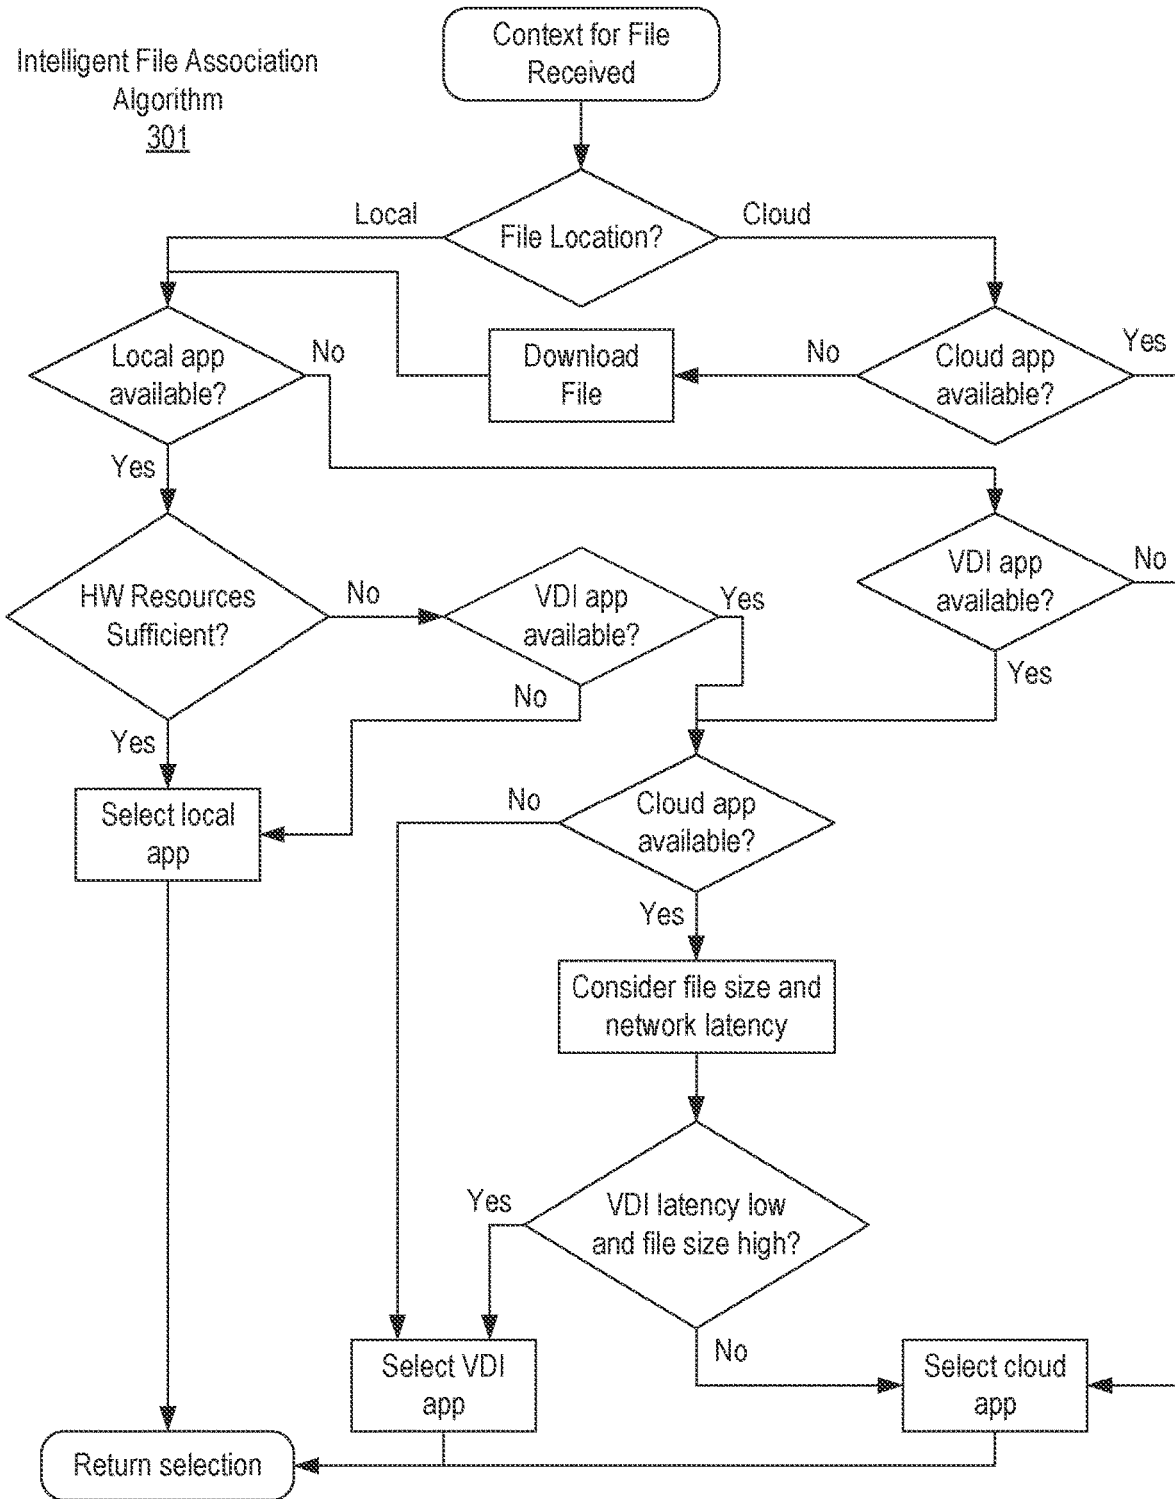 Intelligent File Association
Algorithm
301
Context for File
Received
Local
File Location?
Cloud
Local app
available?
No
Download
File
No
Cloud app
available?
Yes
Yes
HW Resources
Sufficient?
No
VDI app
available?
Yes
VDI app
available?
No
No
Yes
Yes
Select local
app
No
Cloud app
available?
Yes
Consider file size and
network latency
Yes
VDI latency low
and file size high?
No
Select VDI
app
Select cloud
app
Return selection